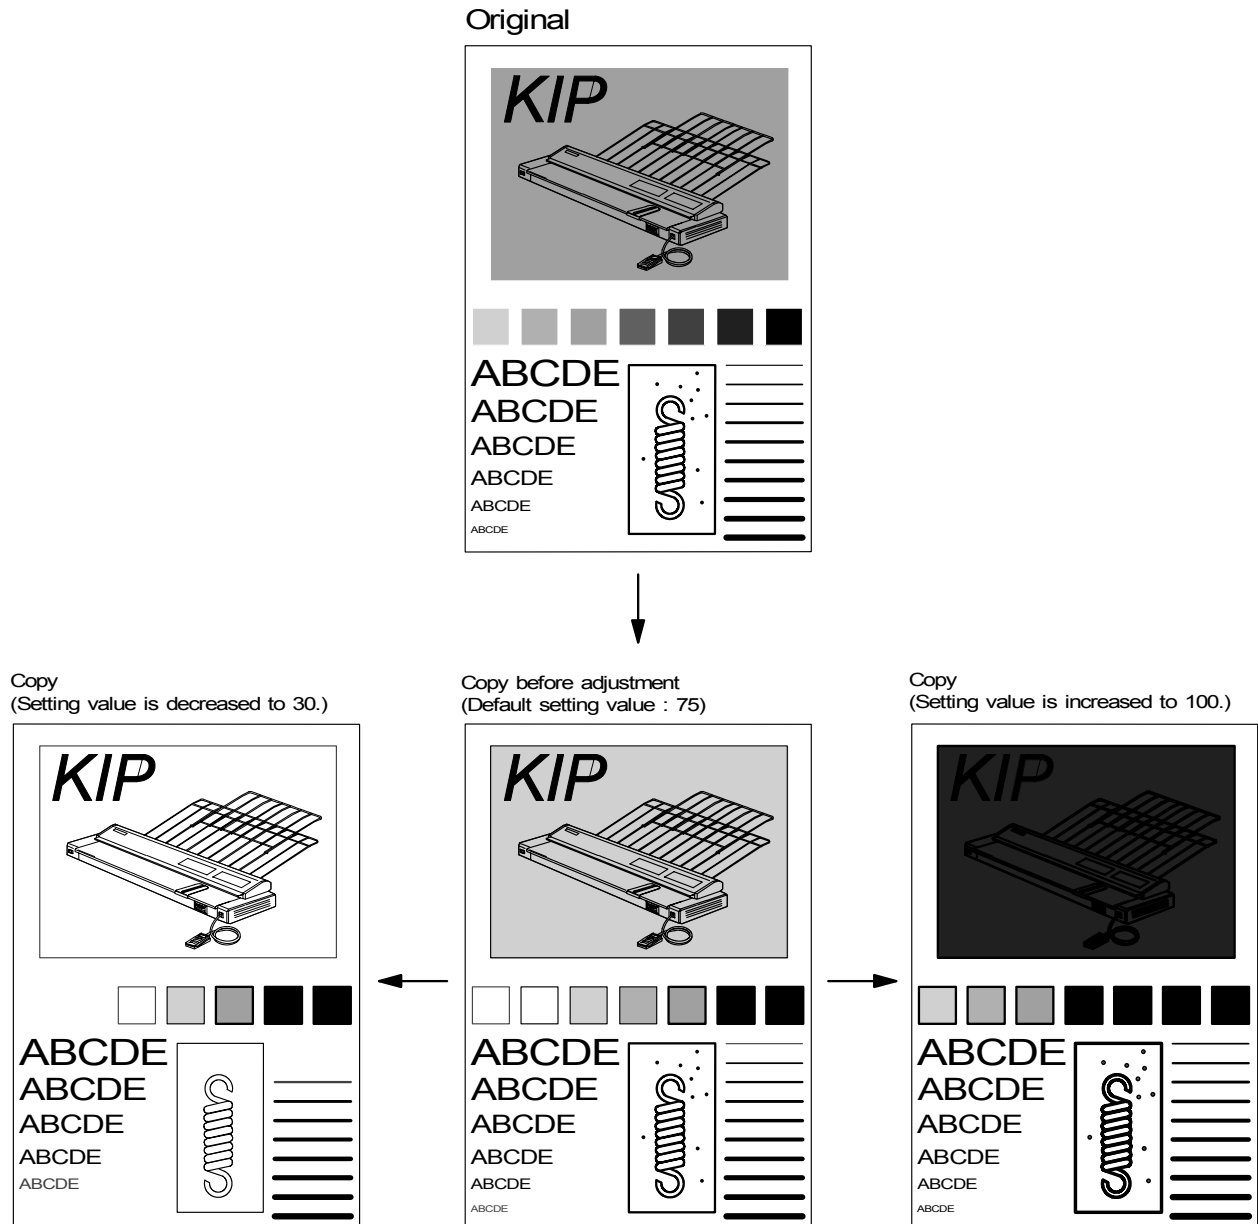 Original
KIP
ABCDE
ABCDE
ABCDE
ABCDE
ABCDE
ABCDE
Copy
(Setting value is decreased to 30.)
KIP
ABCDE
ABCDE
ABCDE
ABCDE
ABCDE
Copy before adjustment
(Default setting value : 75)
KIP
ABCDE
ABCDE
ABCDE
ABCDE
ABCDE
ABCDE
Copy
(Setting value is increased to 100.)
KIP
ABCDE
ABCDE
ABCDE
ABCDE
ABCDE
ABCDE